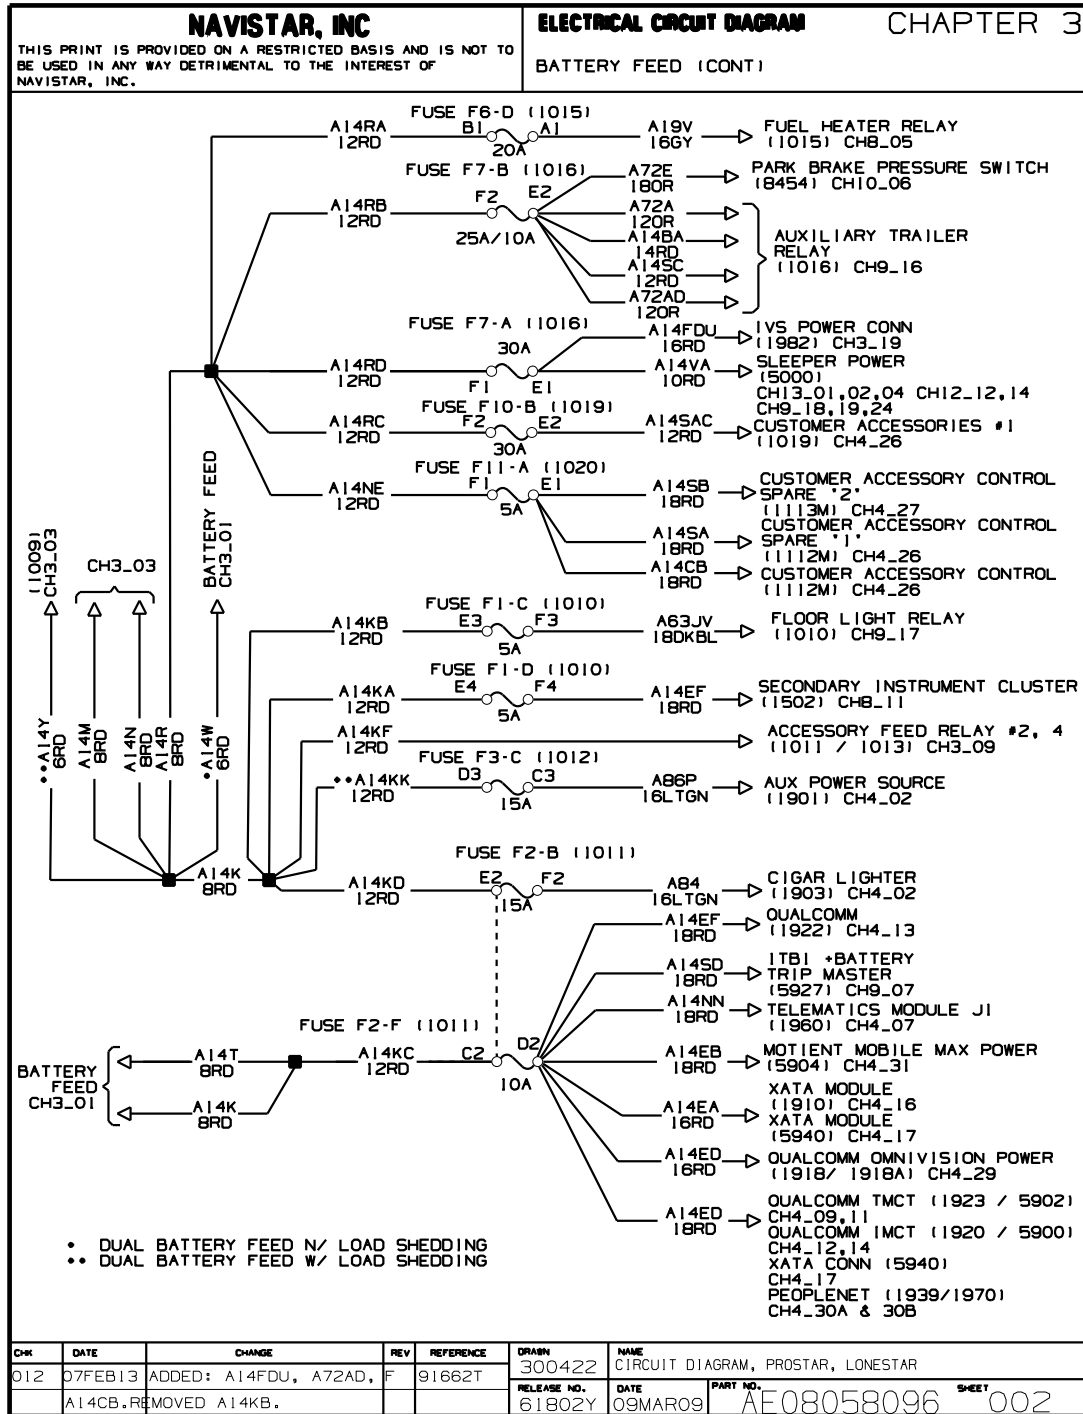 NAVISTAR, INC
THIS PRINT IS PROVIDED ON A RESTRICTED BASIS AND IS NOT TO
BE USED IN ANY WAY DETRIMENTAL TO THE INTEREST OF
NAVISTAR, INC.
ELECTRICAL CIRCUIT DIAGRAM
CHAPTER 3
BATTERY FEED (CONT)
FUSE F6-D (1015)
A14RA
12RD
B1
A1
20A
A19V
16GY
FUEL HEATER RELAY
(1015) CH8_05
FUSE F7-B (1016)
A14RB
12RD
F2
E2
25A/10A
A72E
18OR
PARK BRAKE PRESSURE SWITCH
(8454) CH10_06
A72A
12OR
A14BA
14RD
A14SC
12RD
A72AD
12OR
AUXILIARY TRAILER
RELAY
(1016) CH9_16
FUSE F7-A (1016)
30A
A14RD
12RD
F1
E1
A14FDU
16RD
IVS POWER CONN
(1982) CH3_19
A14VA
10RD
SLEEPER POWER
(5000)
CH13_01,02,04 CH12_12,14
CH9_18,19,24
FUSE F10-B (1019)
A14RC
12RD
F2
E2
30A
A14SAC
12RD
CUSTOMER ACCESSORIES #1
(1019) CH4_26
FUSE F11-A (1020)
A14NE
12RD
F1
E1
5A
A14SB
18RD
CUSTOMER ACCESSORY CONTROL
SPARE '2'
(1113M) CH4_27
A14SA
18RD
CUSTOMER ACCESSORY CONTROL
SPARE '1'
(1112M) CH4_26
A14CB
18RD
CUSTOMER ACCESSORY CONTROL
(1112M) CH4_26
(1009)
CH3_03
CH3_03
BATTERY FEED
CH3_01
**A14Y
6RD
A14M
8RD
A14N
8RD
A14R
8RD
*A14W
6RD
FUSE F1-C (1010)
A14KB
12RD
E3
F3
5A
A63JV
18DKBL
FLOOR LIGHT RELAY
(1010) CH9_17
FUSE F1-D (1010)
A14KA
12RD
E4
F4
5A
A14EF
18RD
SECONDARY INSTRUMENT CLUSTER
(1502) CH8_11
A14KF
12RD
ACCESSORY FEED RELAY #2, 4
(1011 / 1013) CH3_09
FUSE F3-C (1012)
**A14KK
12RD
D3
C3
15A
A86P
16LTGN
AUX POWER SOURCE
(1901) CH4_02
A14K
8RD
FUSE F2-B (1011)
A14KD
12RD
E2
F2
15A
A84
16LTGN
CIGAR LIGHTER
(1903) CH4_02
A14EF
18RD
QUALCOMM
(1922) CH4_13
A14SD
18RD
ITBI +BATTERY
TRIP MASTER
(5927) CH9_07
A14NN
18RD
TELEMATICS MODULE J1
(1960) CH4_07
FUSE F2-F (1011)
BATTERY
FEED
CH3_01
A14T
8RD
A14K
8RD
A14KC
12RD
C2
D2
10A
A14EB
18RD
MOTIENT MOBILE MAX POWER
(5904) CH4_31
A14EA
16RD
XATA MODULE
(1910) CH4_16
XATA MODULE
(5940) CH4_17
A14ED
16RD
QUALCOMM OMNIVISION POWER
(1918/ 1918A) CH4_29
A14ED
18RD
QUALCOMM TMCT (1923 / 5902)
CH4_09,11
QUALCOMM IMCT (1920 / 5900)
CH4_12,14
XATA CONN (5940)
CH4_17
PEOPLENET (1939/1970)
CH4_30A & 30B
* DUAL BATTERY FEED N/ LOAD SHEDDING
** DUAL BATTERY FEED W/ LOAD SHEDDING
CHK DATE CHANGE REV REFERENCE
012 07FEB13 ADDED: A14FDU, A72AD, F 91662T
A14CB.REMOVED A14KB.
DRAWN
300422
NAME
CIRCUIT DIAGRAM, PROSTAR, LONESTAR
RELEASE NO.
61802Y
DATE
09MAR09
PART NO.
AE08058096
SHEET
002